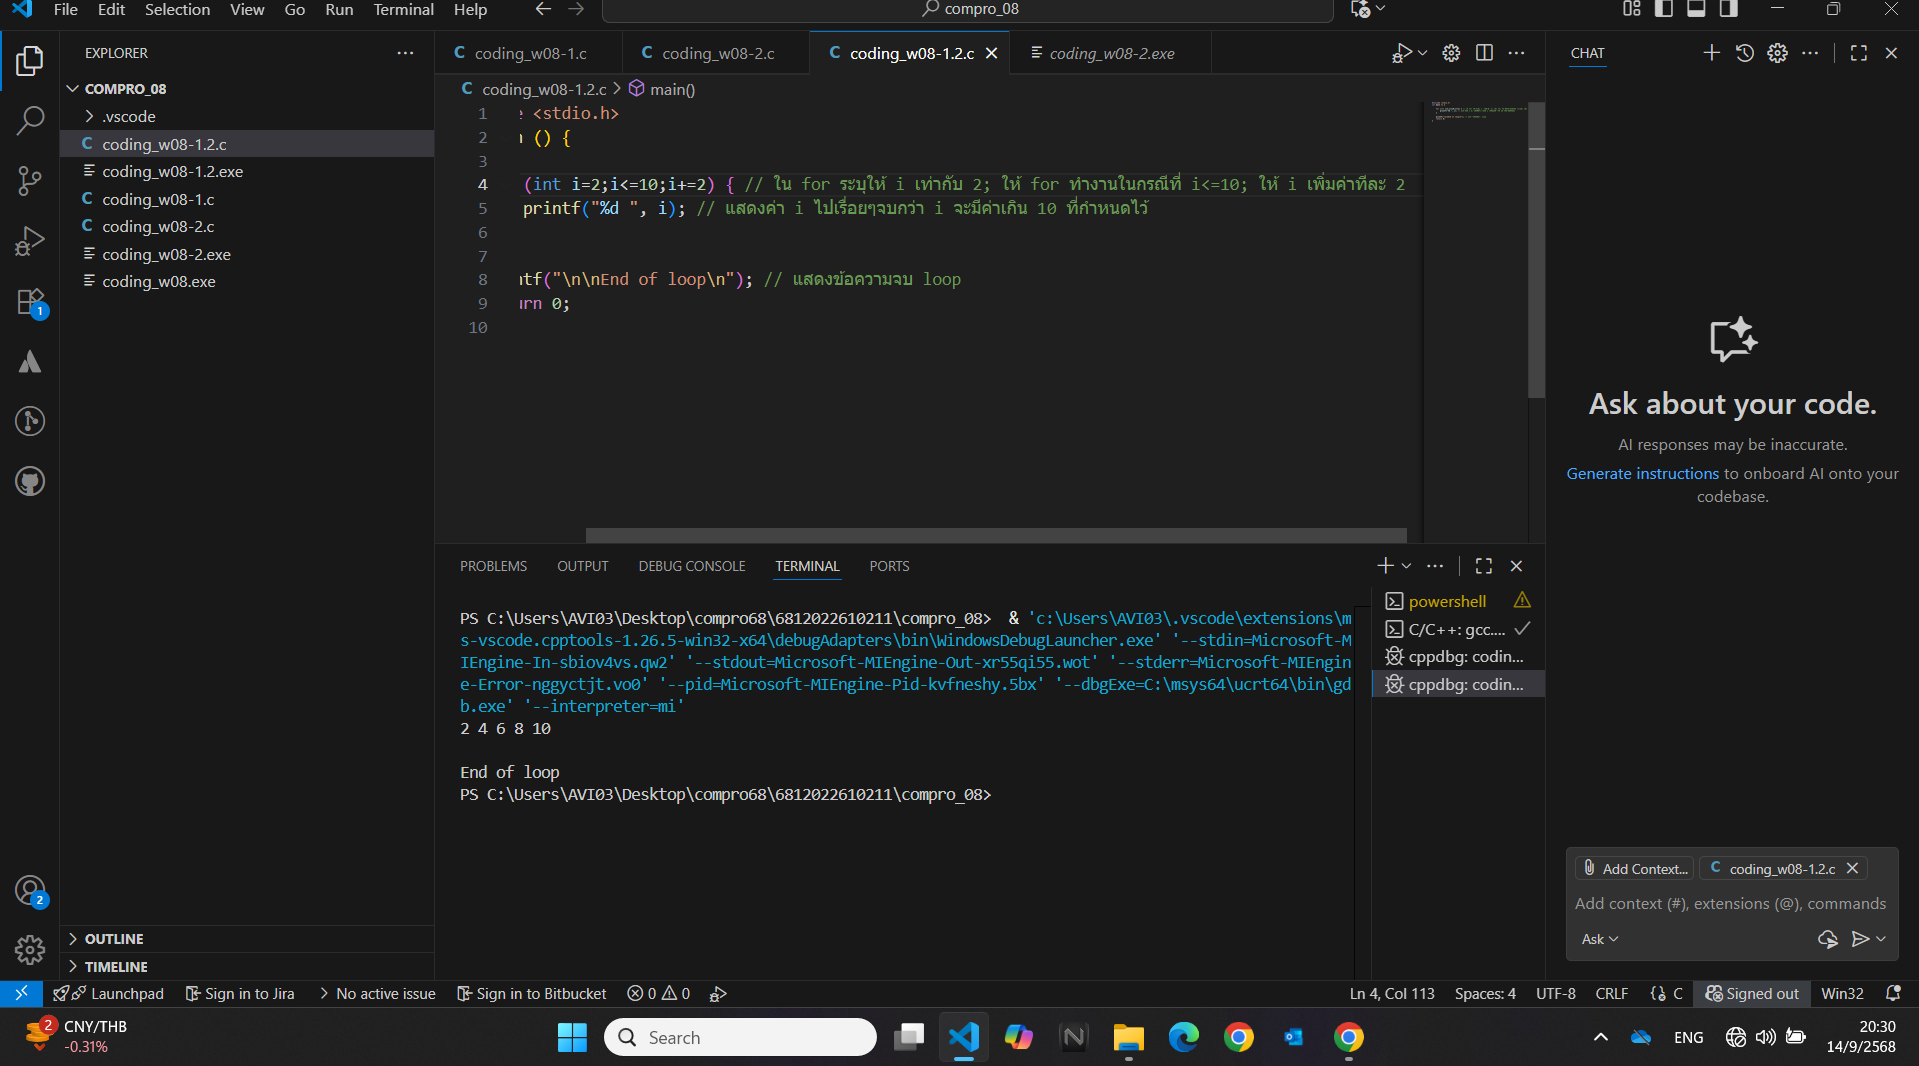 File Edit Selection View Go Run Terminal Help
compro_08
EXPLORER
COMPRO_08
.vscode
coding_w08-1.2.c
coding_w08-1.2.exe
coding_w08-1.c
coding_w08-2.c
coding_w08-2.exe
coding_w08.exe
OUTLINE
TIMELINE
coding_w08-1.c
coding_w08-2.c
coding_w08-1.2.c
coding_w08-2.exe
coding_w08-1.2.c > main()
1 e <stdio.h>
2 n () {
3
4 (int i=2;i<=10;i+=2) { // ใน for ระบุให้ i เท่ากับ 2; ให้ for ทำงานในกรณีที่ i<=10; ให้ i เพิ่มค่าทีละ 2
5 printf("%d ", i); // แสดงค่า i ไปเรื่อยๆจบกว่า i จะมีค่าเกิน 10 ที่กำหนดไว้
6
7
8 ntf("\n\nEnd of loop\n"); // แสดงข้อความจบ loop
9 urn 0;
10
PROBLEMS OUTPUT DEBUG CONSOLE TERMINAL PORTS
PS C:\Users\AVI03\Desktop\compro68\6812022610211\compro_08> & 'c:\Users\AVI03\.vscode\extensions\m
s-vscode.cpptools-1.26.5-win32-x64\debugAdapters\bin\WindowsDebugLauncher.exe' '--stdin=Microsoft-M
IEngine-In-sbiov4vs.qw2' '--stdout=Microsoft-MIEngine-Out-xr55qi55.wot' '--stderr=Microsoft-MIEngin
e-Error-nggyctjt.vo0' '--pid=Microsoft-MIEngine-Pid-kvfneshy.5bx' '--dbgExe=C:\msys64\ucrt64\bin\gd
b.exe' '--interpreter=mi'
2 4 6 8 10
End of loop
PS C:\Users\AVI03\Desktop\compro68\6812022610211\compro_08>
powershell
C/C++: gcc....
cppdbg: codin...
cppdbg: codin...
CHAT
Ask about your code.
AI responses may be inaccurate.
Generate instructions to onboard AI onto your
codebase.
Add Context... C coding_w08-1.2.c
Add context (#), extensions (@), commands
Ask
1
2
Launchpad Sign in to Jira No active issue Sign in to Bitbucket 0 0
Ln 4, Col 113 Spaces: 4 UTF-8 CRLF C Signed out Win32
2
CNY/THB
-0.31%
Search
ENG
20:30
14/9/2568